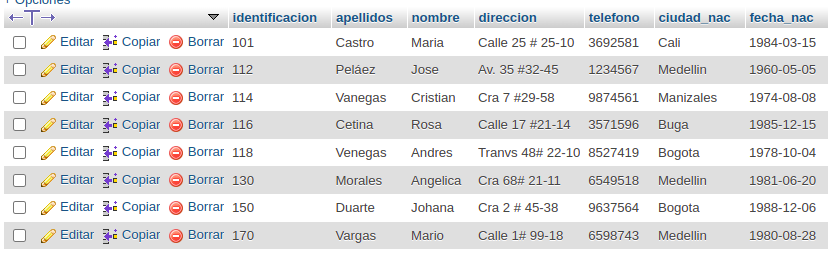 + Opciones
identificacion apellidos nombre direccion telefono ciudad_nac fecha_nac
Editar Copiar Borrar 101 Castro Maria Calle 25 # 25-10 3692581 Cali 1984-03-15
Editar Copiar Borrar 112 Peláez Jose Av. 35 #32-45 1234567 Medellin 1960-05-05
Editar Copiar Borrar 114 Vanegas Cristian Cra 7 #29-58 9874561 Manizales 1974-08-08
Editar Copiar Borrar 116 Cetina Rosa Calle 17 #21-14 3571596 Buga 1985-12-15
Editar Copiar Borrar 118 Venegas Andres Tranvs 48# 22-10 8527419 Bogota 1978-10-04
Editar Copiar Borrar 130 Morales Angelica Cra 68# 21-11 6549518 Medellin 1981-06-20
Editar Copiar Borrar 150 Duarte Johana Cra 2 # 45-38 9637564 Bogota 1988-12-06
Editar Copiar Borrar 170 Vargas Mario Calle 1# 99-18 6598743 Medellin 1980-08-28